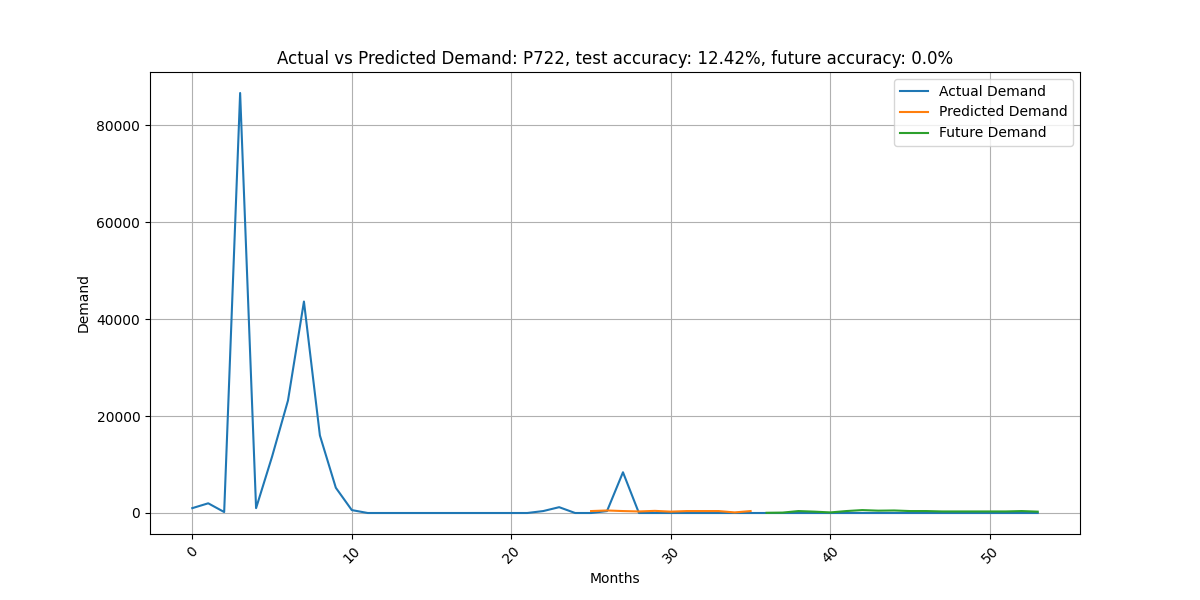 Actual vs Predicted Demand: P722, test accuracy: 12.42%, future accuracy: 0.0%
Actual Demand
Predicted Demand
Future Demand
80000
60000
40000
20000
0
Demand
0 10 20 30 40 50
Months